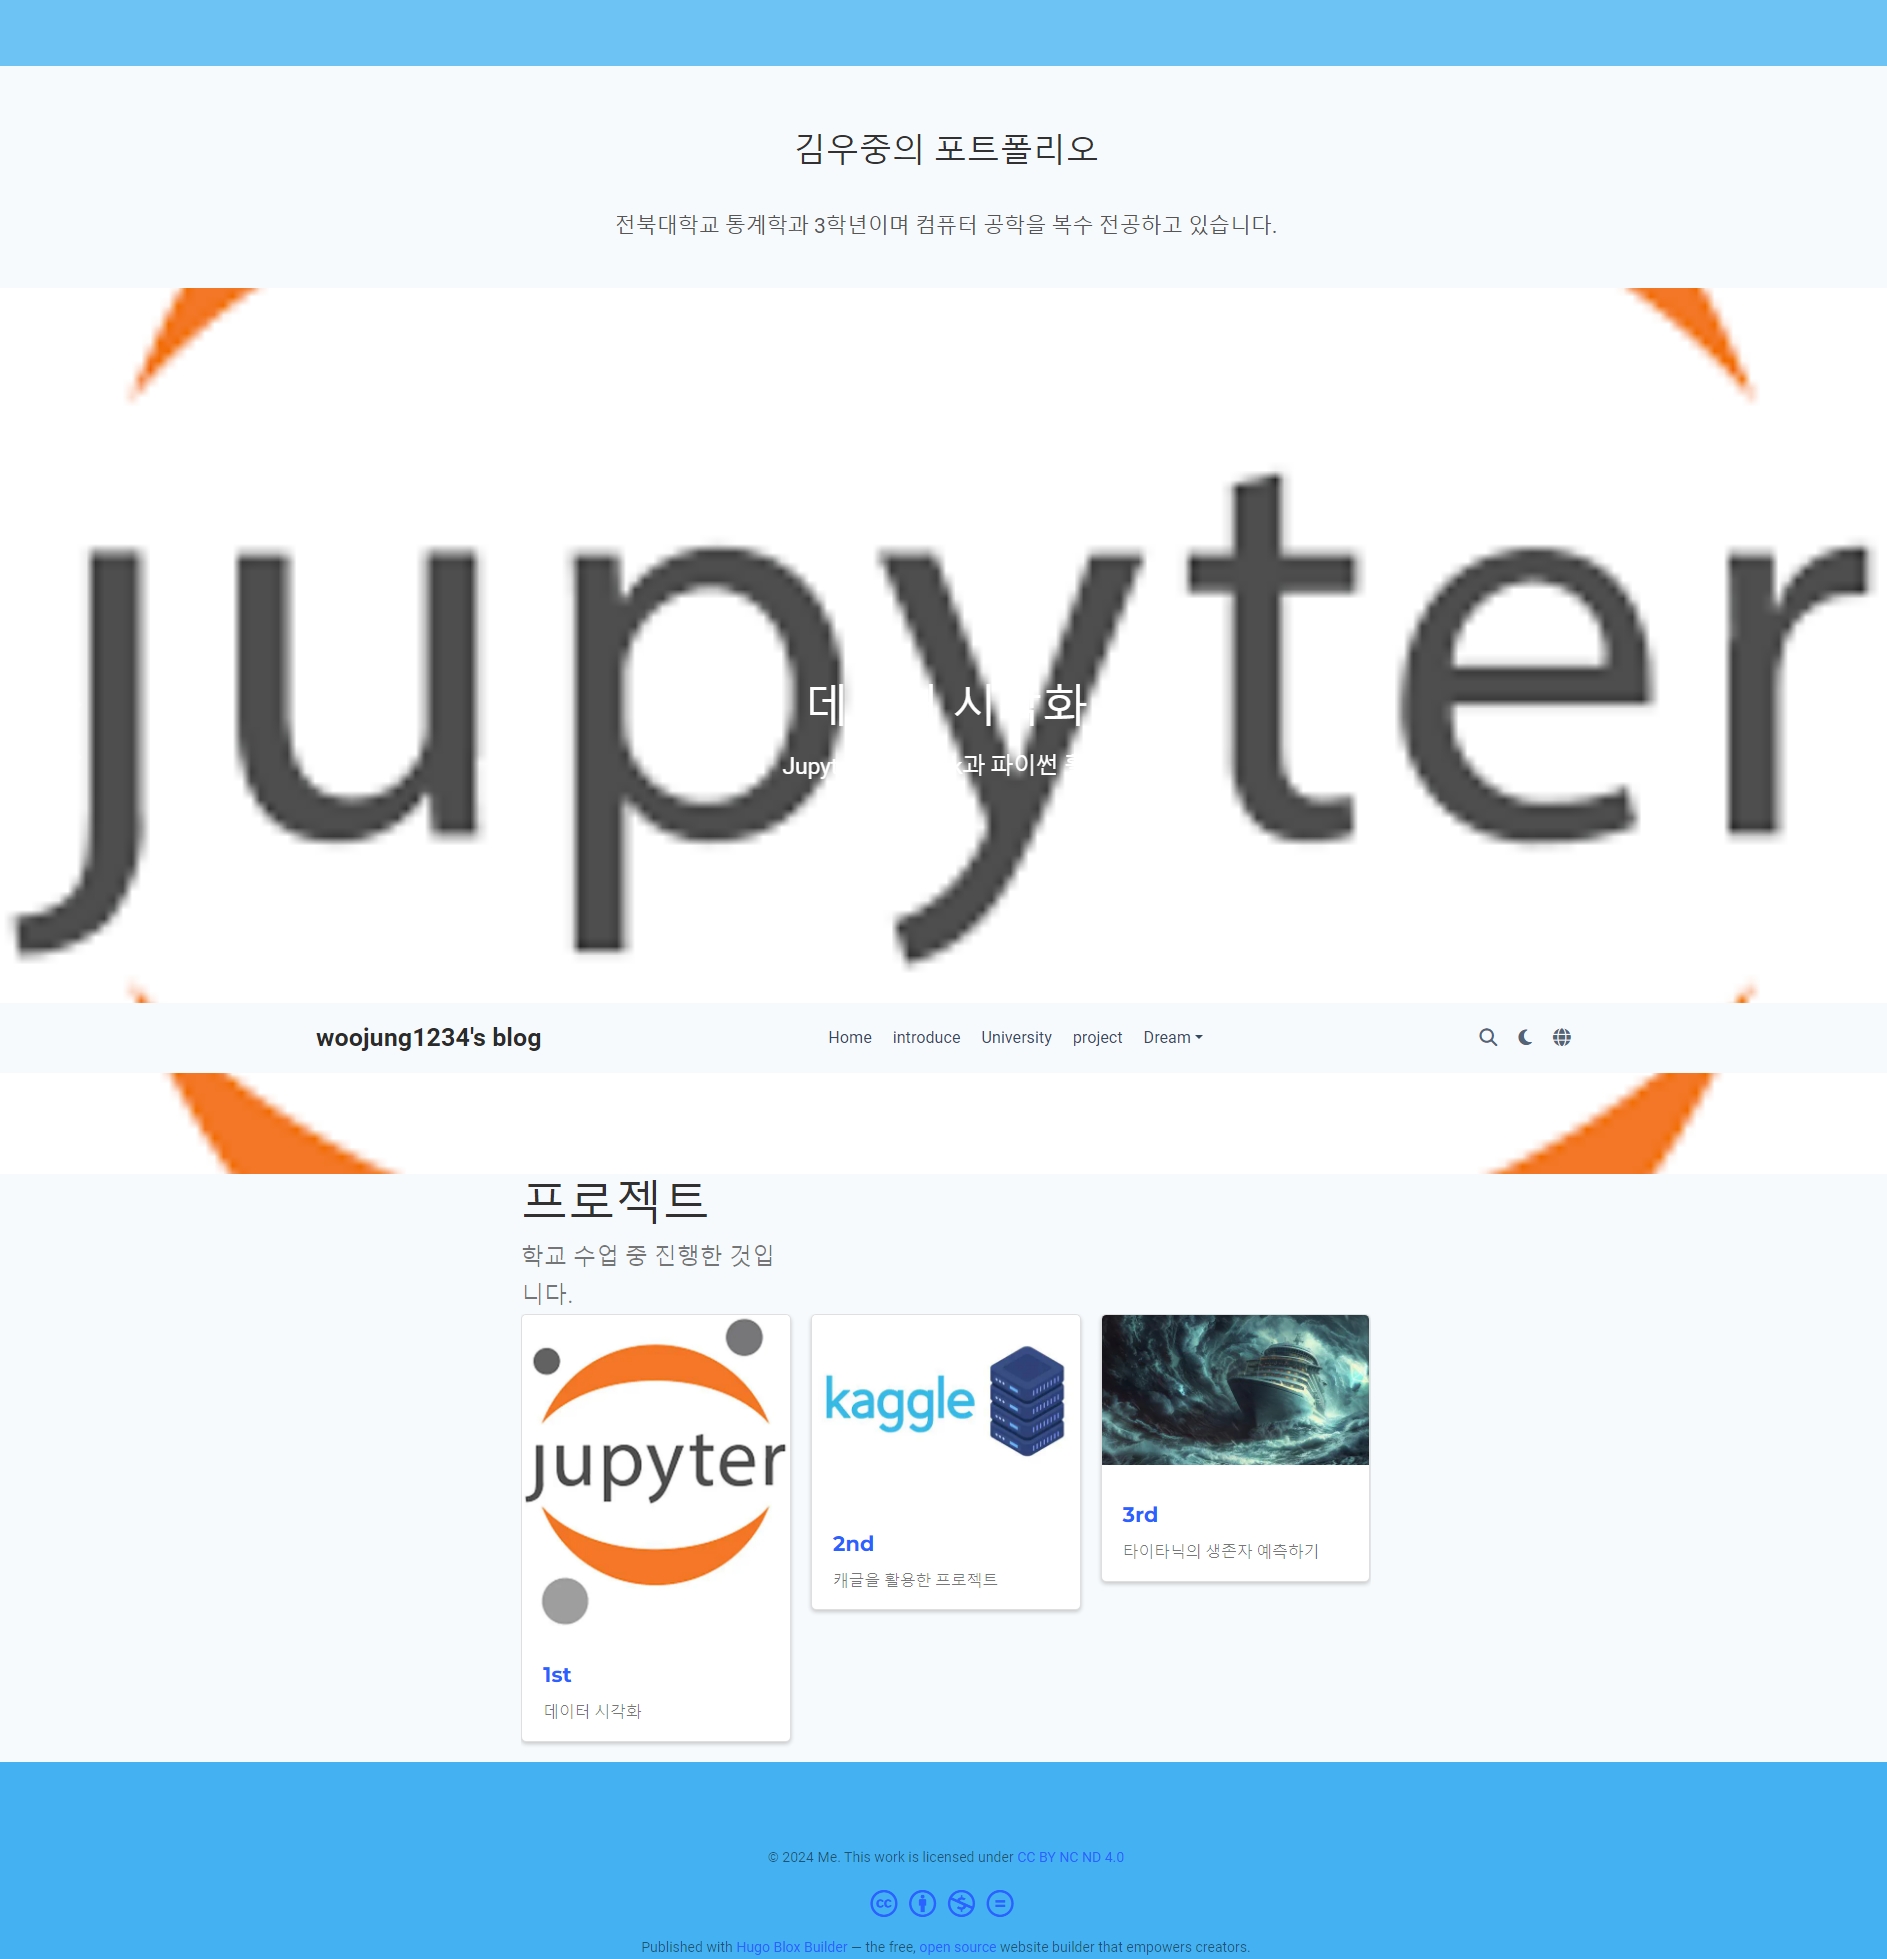 김우중의 포트폴리오
전북대학교 통계학과 3학년이며 컴퓨터 공학을 복수 전공하고 있습니다.
jupyter
시각화
파이썬
woojung1234's blog
Home introduce University project Dream
프로젝트
학교 수업 중 진행한 것입
니다.
jupyter
kaggle
1st
데이터 시각화
2nd
캐글을 활용한 프로젝트
3rd
타이타닉의 생존자 예측하기
© 2024 Me. This work is licensed under CC BY NC ND 4.0
Published with Hugo Blox Builder — the free, open source website builder that empowers creators.